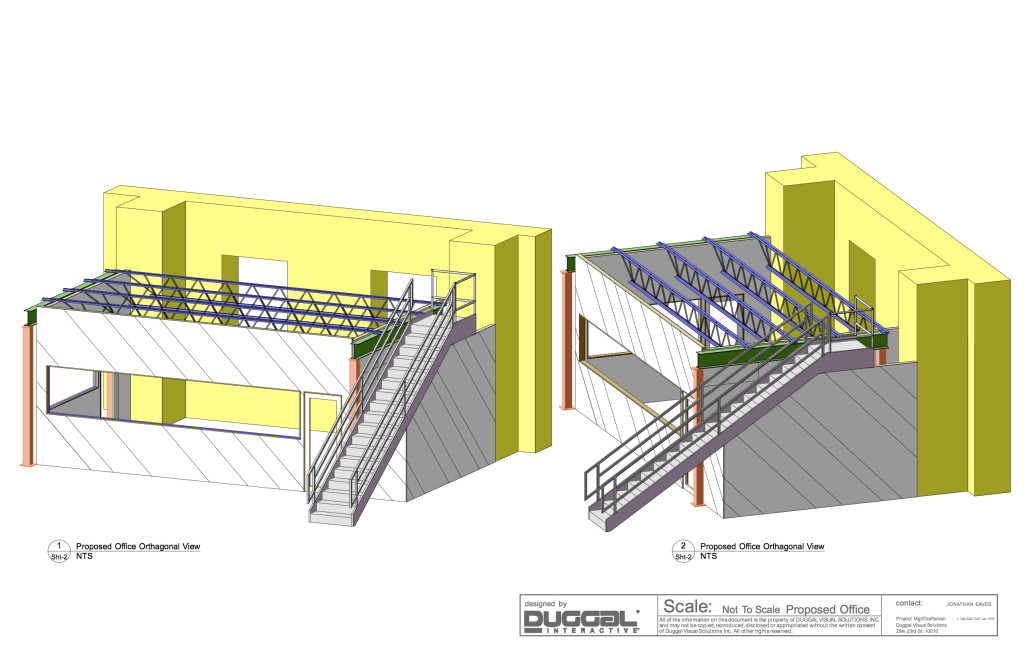 1
Sht-2
Proposed Office Orthagonal View
NTS
2
Sht-2
Proposed Office Orthagonal View
NTS
designed by
DUGGAL
INTERACTIVE
Scale: Not To Scale Proposed Office
All of the information on this document is the property of DUGGAL VISUAL SOLUTIONS INC.
and may not be copied, reproduced, disclosed or appropriated without the written consent
of Duggal Visual Solutions Inc. All other rights reserved.
contact: JONATHAN EAVES
Project Mgr/Draftsman
Duggal Visual Solutions
29w 23rd St. 10010